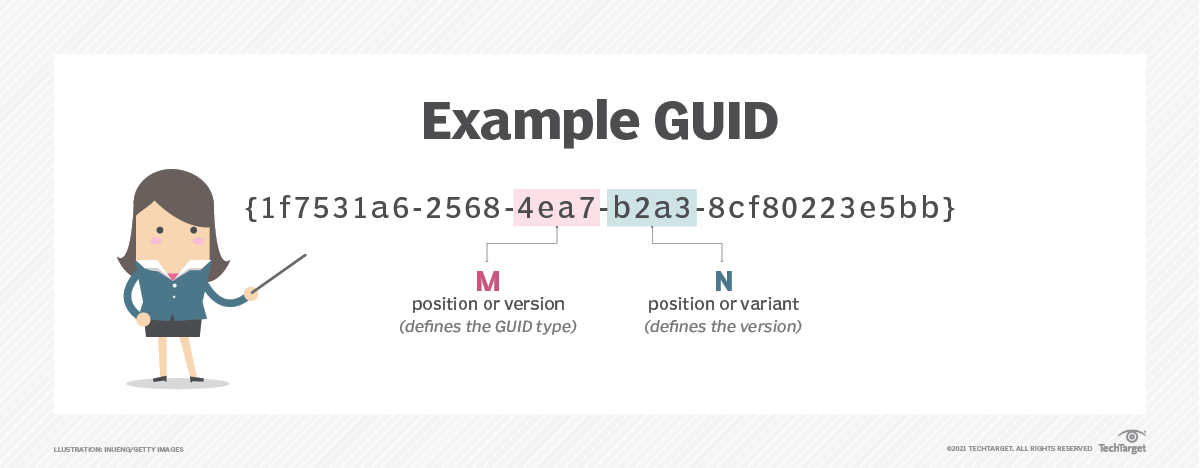 Example GUID
{1f7531a6-2568-4ea7-b2a3-8cf80223e5bb}
M
position or version
(defines the GUID type)
N
position or variant
(defines the version)
LLUSTRATION: INUENG/GETTY IMAGES
©2021 TECHTARGET. ALL RIGHTS RESERVED TechTarget